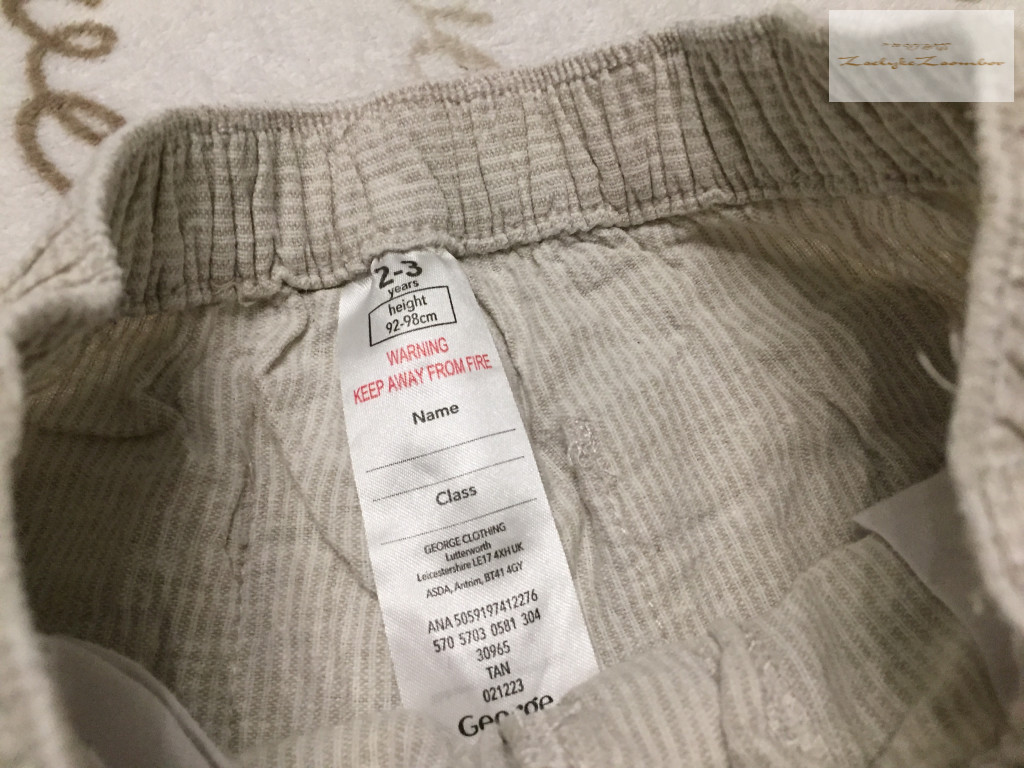 2-3
years
height
92-98cm
WARNING
KEEP AWAY FROM FIRE
Name
Class
GEORGE CLOTHING
Lutterworth
Leicestershire LE17 4XH UK
ASDA, Antrim, BT41 4GY
ANA 5059197412276
570 5703 0581 304
30965
TAN
021223
George